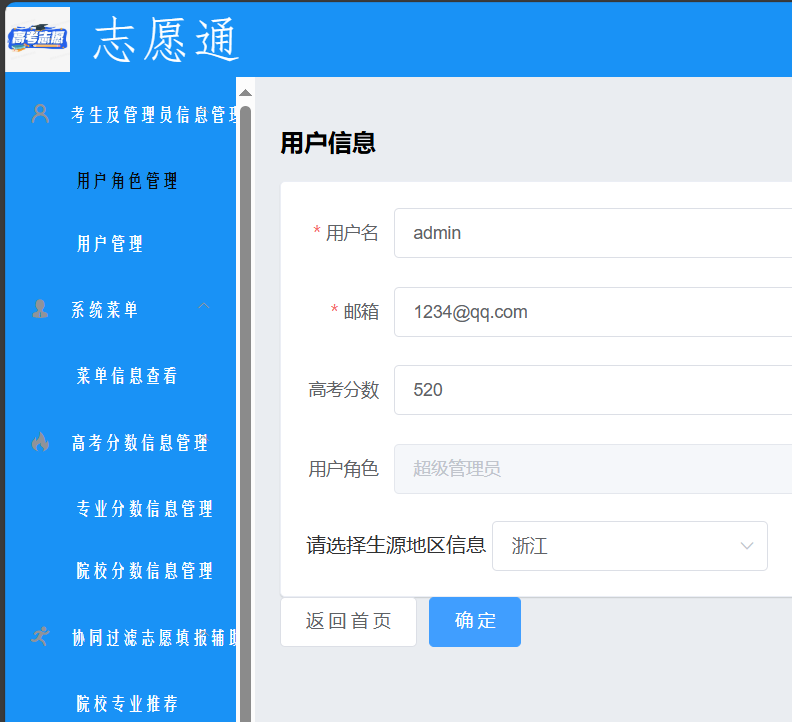 高考志愿
志愿通
考生及管理员信息管理
用户角色管理
用户管理
系统菜单
菜单信息查看
高考分数信息管理
专业分数信息管理
院校分数信息管理
协同过滤志愿填报辅助
院校专业推荐
用户信息
* 用户名 admin
* 邮箱 1234@qq.com
高考分数 520
用户角色 超级管理员
请选择生源地区信息 浙江
返回首页 确定